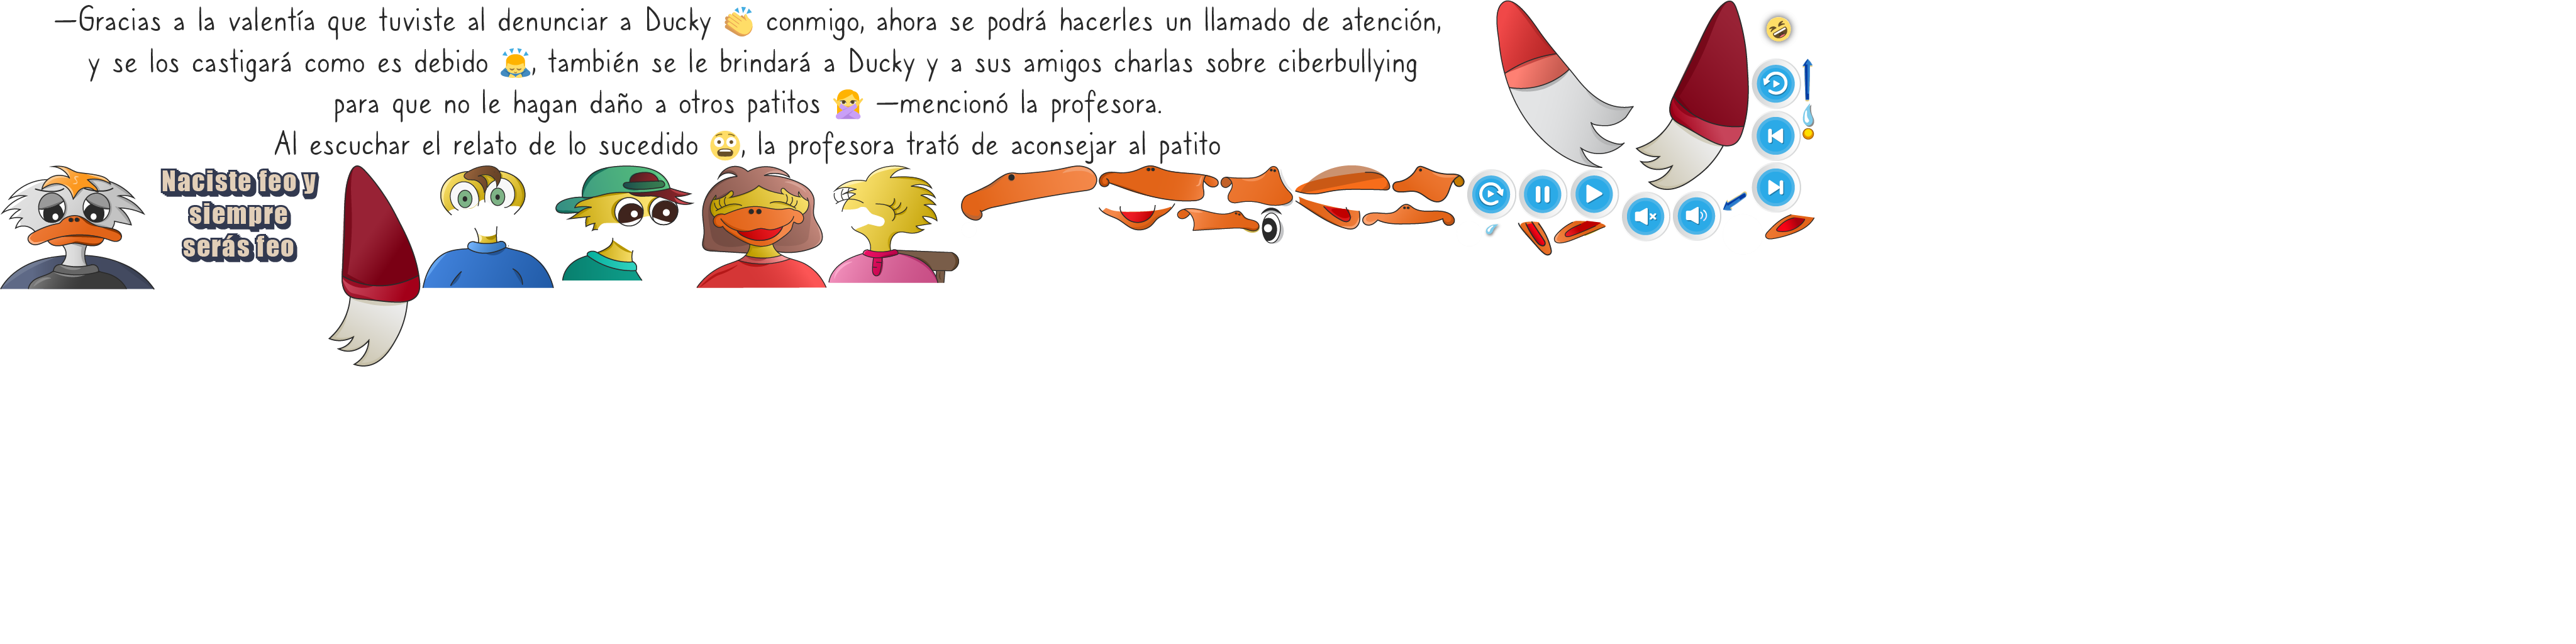 —Gracias a la valentía que tuviste al denunciar a Ducky 👏 conmigo, ahora se podrá hacerles un llamado de atención,
y se los castigará como es debido 🙇, también se le brindará a Ducky y a sus amigos charlas sobre ciberbullying
para que no le hagan daño a otros patitos 🙅‍♀️ —mencionó la profesora.
Al escuchar el relato de lo sucedido 😨, la profesora trató de aconsejar al patito
Naciste feo y
siempre
serás feo